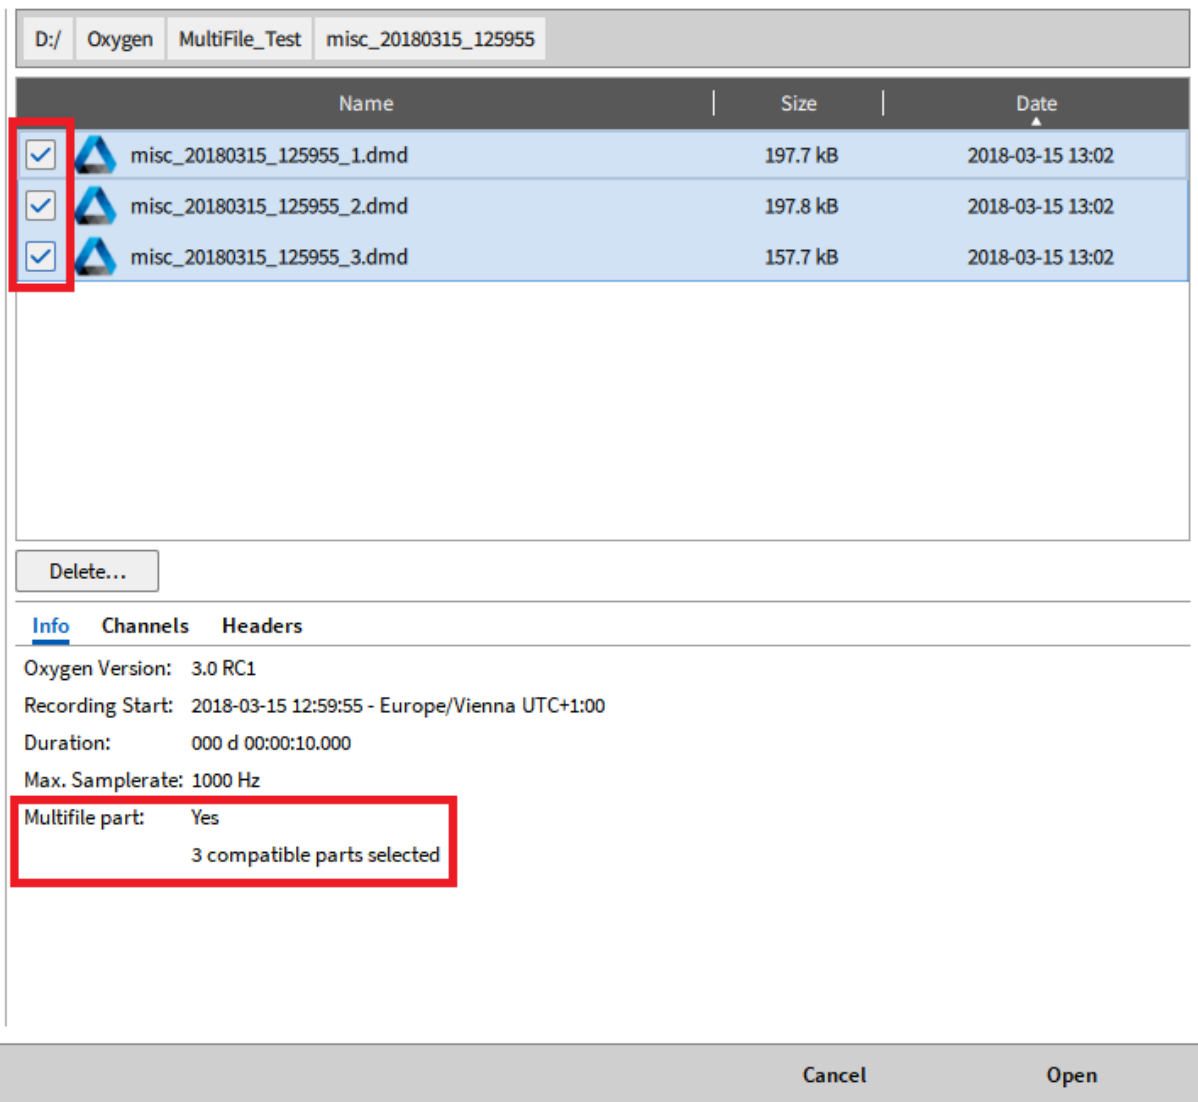 D:/ Oxygen MultiFile_Test misc_20180315_125955
Name Size Date
misc_20180315_125955_1.dmd 197.7 kB 2018-03-15 13:02
misc_20180315_125955_2.dmd 197.8 kB 2018-03-15 13:02
misc_20180315_125955_3.dmd 157.7 kB 2018-03-15 13:02
Delete...
Info Channels Headers
Oxygen Version: 3.0 RC1
Recording Start: 2018-03-15 12:59:55 - Europe/Vienna UTC+1:00
Duration: 000 d 00:00:10.000
Max. Samplerate: 1000 Hz
Multifile part: Yes
3 compatible parts selected
Cancel Open